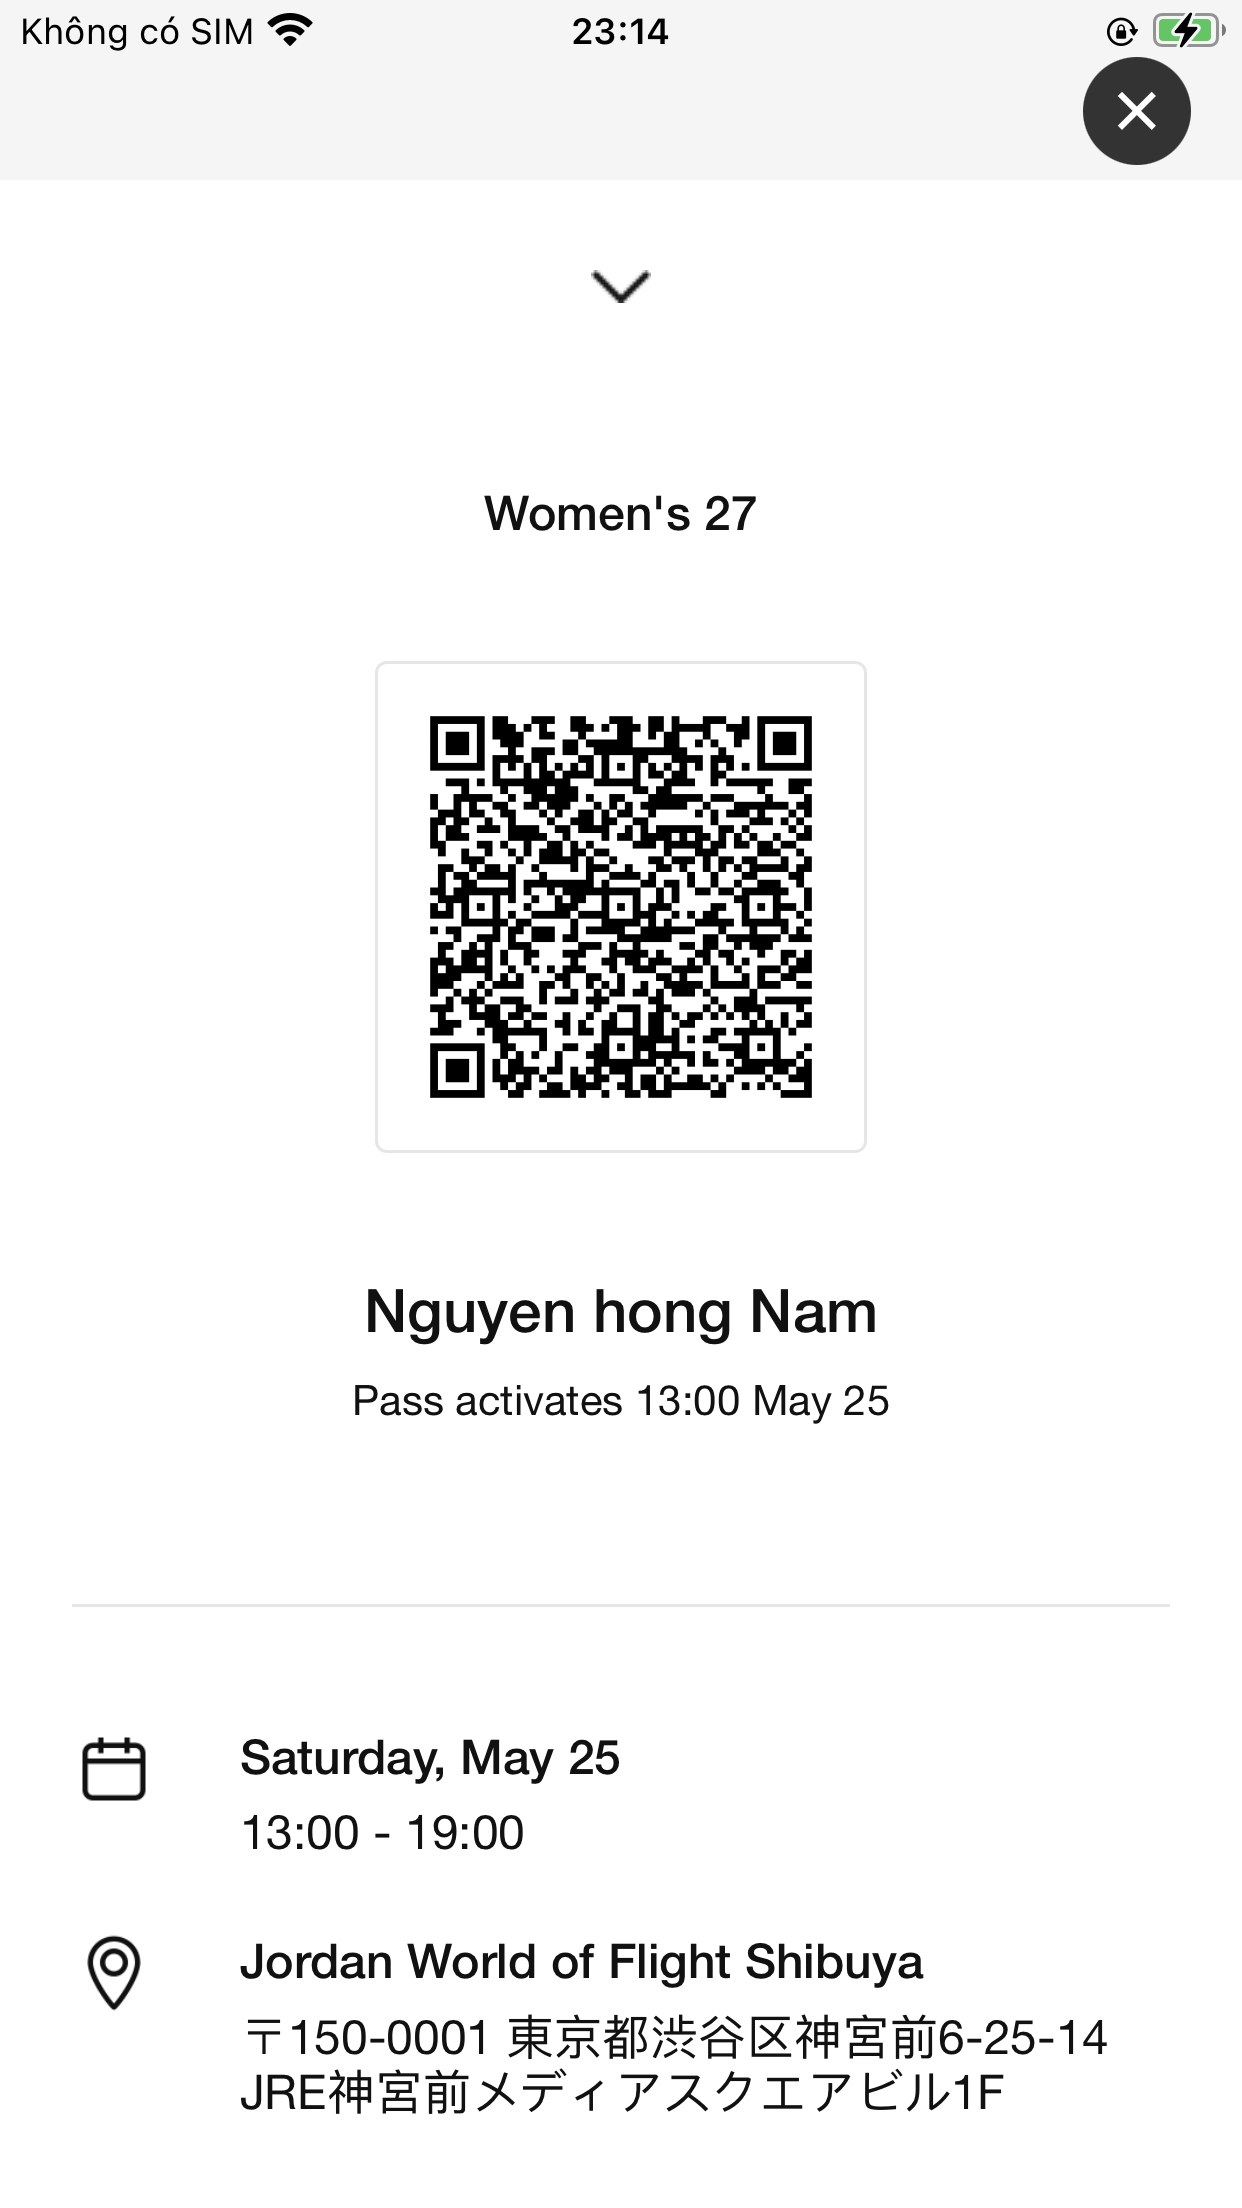 Không có SIM
23:14
Women's 27
Nguyen hong Nam
Pass activates 13:00 May 25
Saturday, May 25
13:00 - 19:00
Jordan World of Flight Shibuya
〒150-0001 東京都渋谷区神宮前6-25-14
JRE神宮前メディアスクエアビル1F